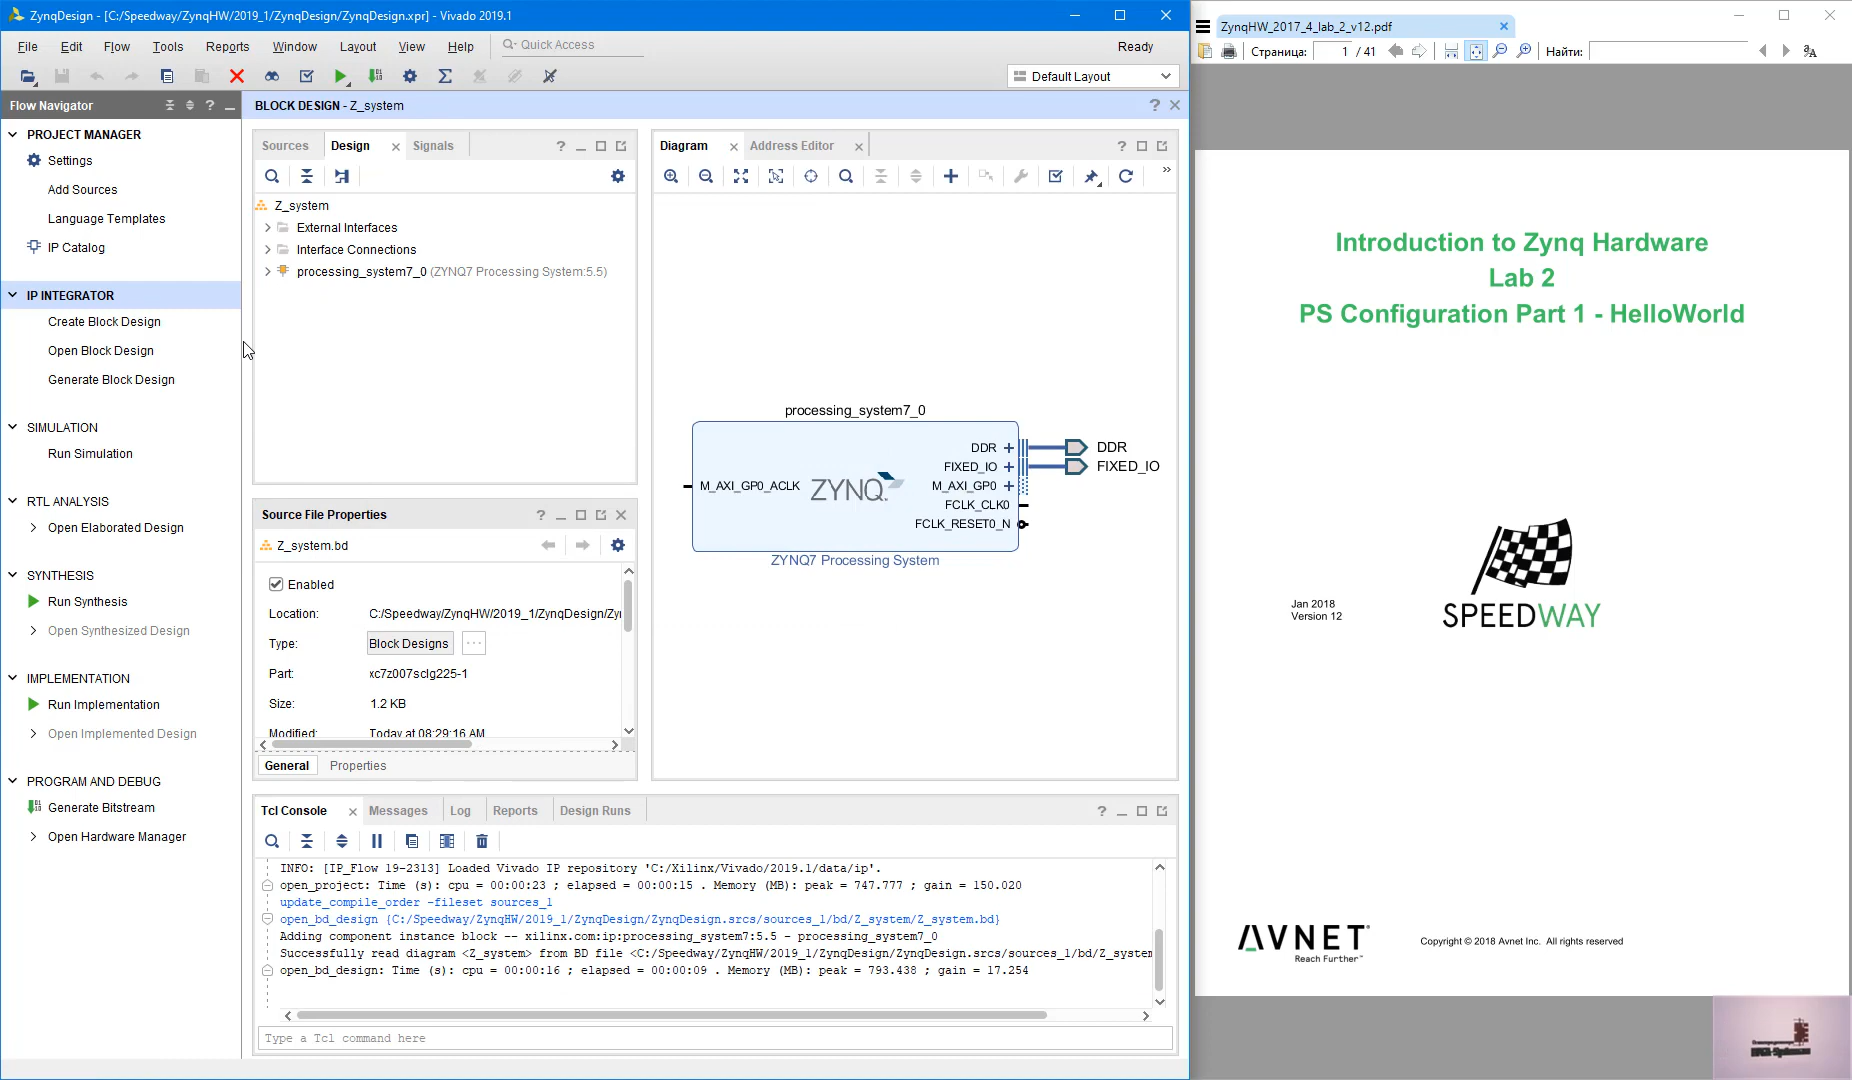 ZynqDesign - [C:/Speedway/ZynqHW/2019_1/ZynqDesign/ZynqDesign.xpr] - Vivado 2019.1
File Edit Flow Tools Reports Window Layout View Help Quick Access Ready
Default Layout
Flow Navigator
PROJECT MANAGER
Settings
Add Sources
Language Templates
IP Catalog
IP INTEGRATOR
Create Block Design
Open Block Design
Generate Block Design
SIMULATION
Run Simulation
RTL ANALYSIS
Open Elaborated Design
SYNTHESIS
Run Synthesis
Open Synthesized Design
IMPLEMENTATION
Run Implementation
Open Implemented Design
PROGRAM AND DEBUG
Generate Bitstream
Open Hardware Manager
BLOCK DESIGN - Z_system
Sources Design Signals
Z_system
External Interfaces
Interface Connections
processing_system7_0 (ZYNQ7 Processing System:5.5)
Source File Properties
Z_system.bd
Enabled
Location: C:/Speedway/ZynqHW/2019_1/ZynqDesign/Zy
Type: Block Designs ...
Part: xc7z007sclg225-1
Size: 1.2 KB
Modified: Today at 08:29:16 AM
General Properties
Diagram Address Editor
processing_system7_0
DDR DDR
FIXED_IO FIXED_IO
M_AXI_GP0_ACLK ZYNQ. M_AXI_GP0
FCLK_CLK0
FCLK_RESET0_N
ZYNQ7 Processing System
Tcl Console Messages Log Reports Design Runs
INFO: [IP_Flow 19-2313] Loaded Vivado IP repository 'C:/Xilinx/Vivado/2019.1/data/ip'.
open_project: Time (s): cpu = 00:00:23 ; elapsed = 00:00:15 . Memory (MB): peak = 747.777 ; gain = 150.020
update_compile_order -fileset sources_1
open_bd_design {C:/Speedway/ZynqHW/2019_1/ZynqDesign/ZynqDesign.srcs/sources_1/bd/Z_system/Z_system.bd}
Adding component instance block -- xilinx.com:ip:processing_system7:5.5 - processing_system7_0
Successfully read diagram <Z_system> from BD file <C:/Speedway/ZynqHW/2019_1/ZynqDesign/ZynqDesign.srcs/sources_1/bd/Z_system
open_bd_design: Time (s): cpu = 00:00:16 ; elapsed = 00:00:09 . Memory (MB): peak = 793.438 ; gain = 17.254
Type a Tcl command here
ZynqHW_2017_4_lab_2_v12.pdf
Страница: 1 / 41 Найти:
Introduction to Zynq Hardware
Lab 2
PS Configuration Part 1 - HelloWorld
Jan 2018
Version 12
SPEEDWAY
AVNET
Reach Further™
Copyright © 2018 Avnet Inc. All rights reserved